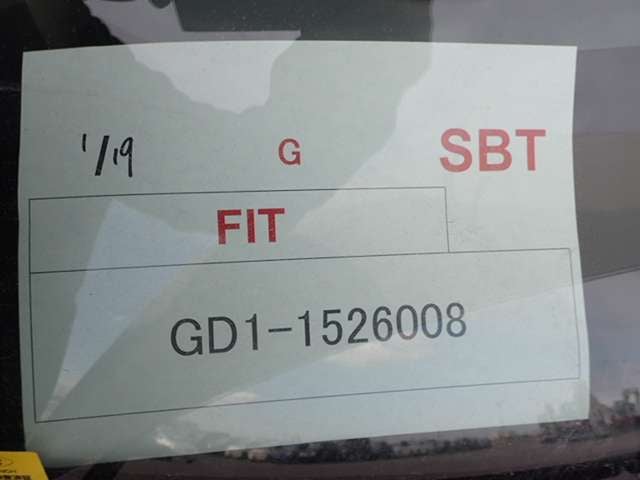 1/19 G SBT
FIT
GD1-1526008